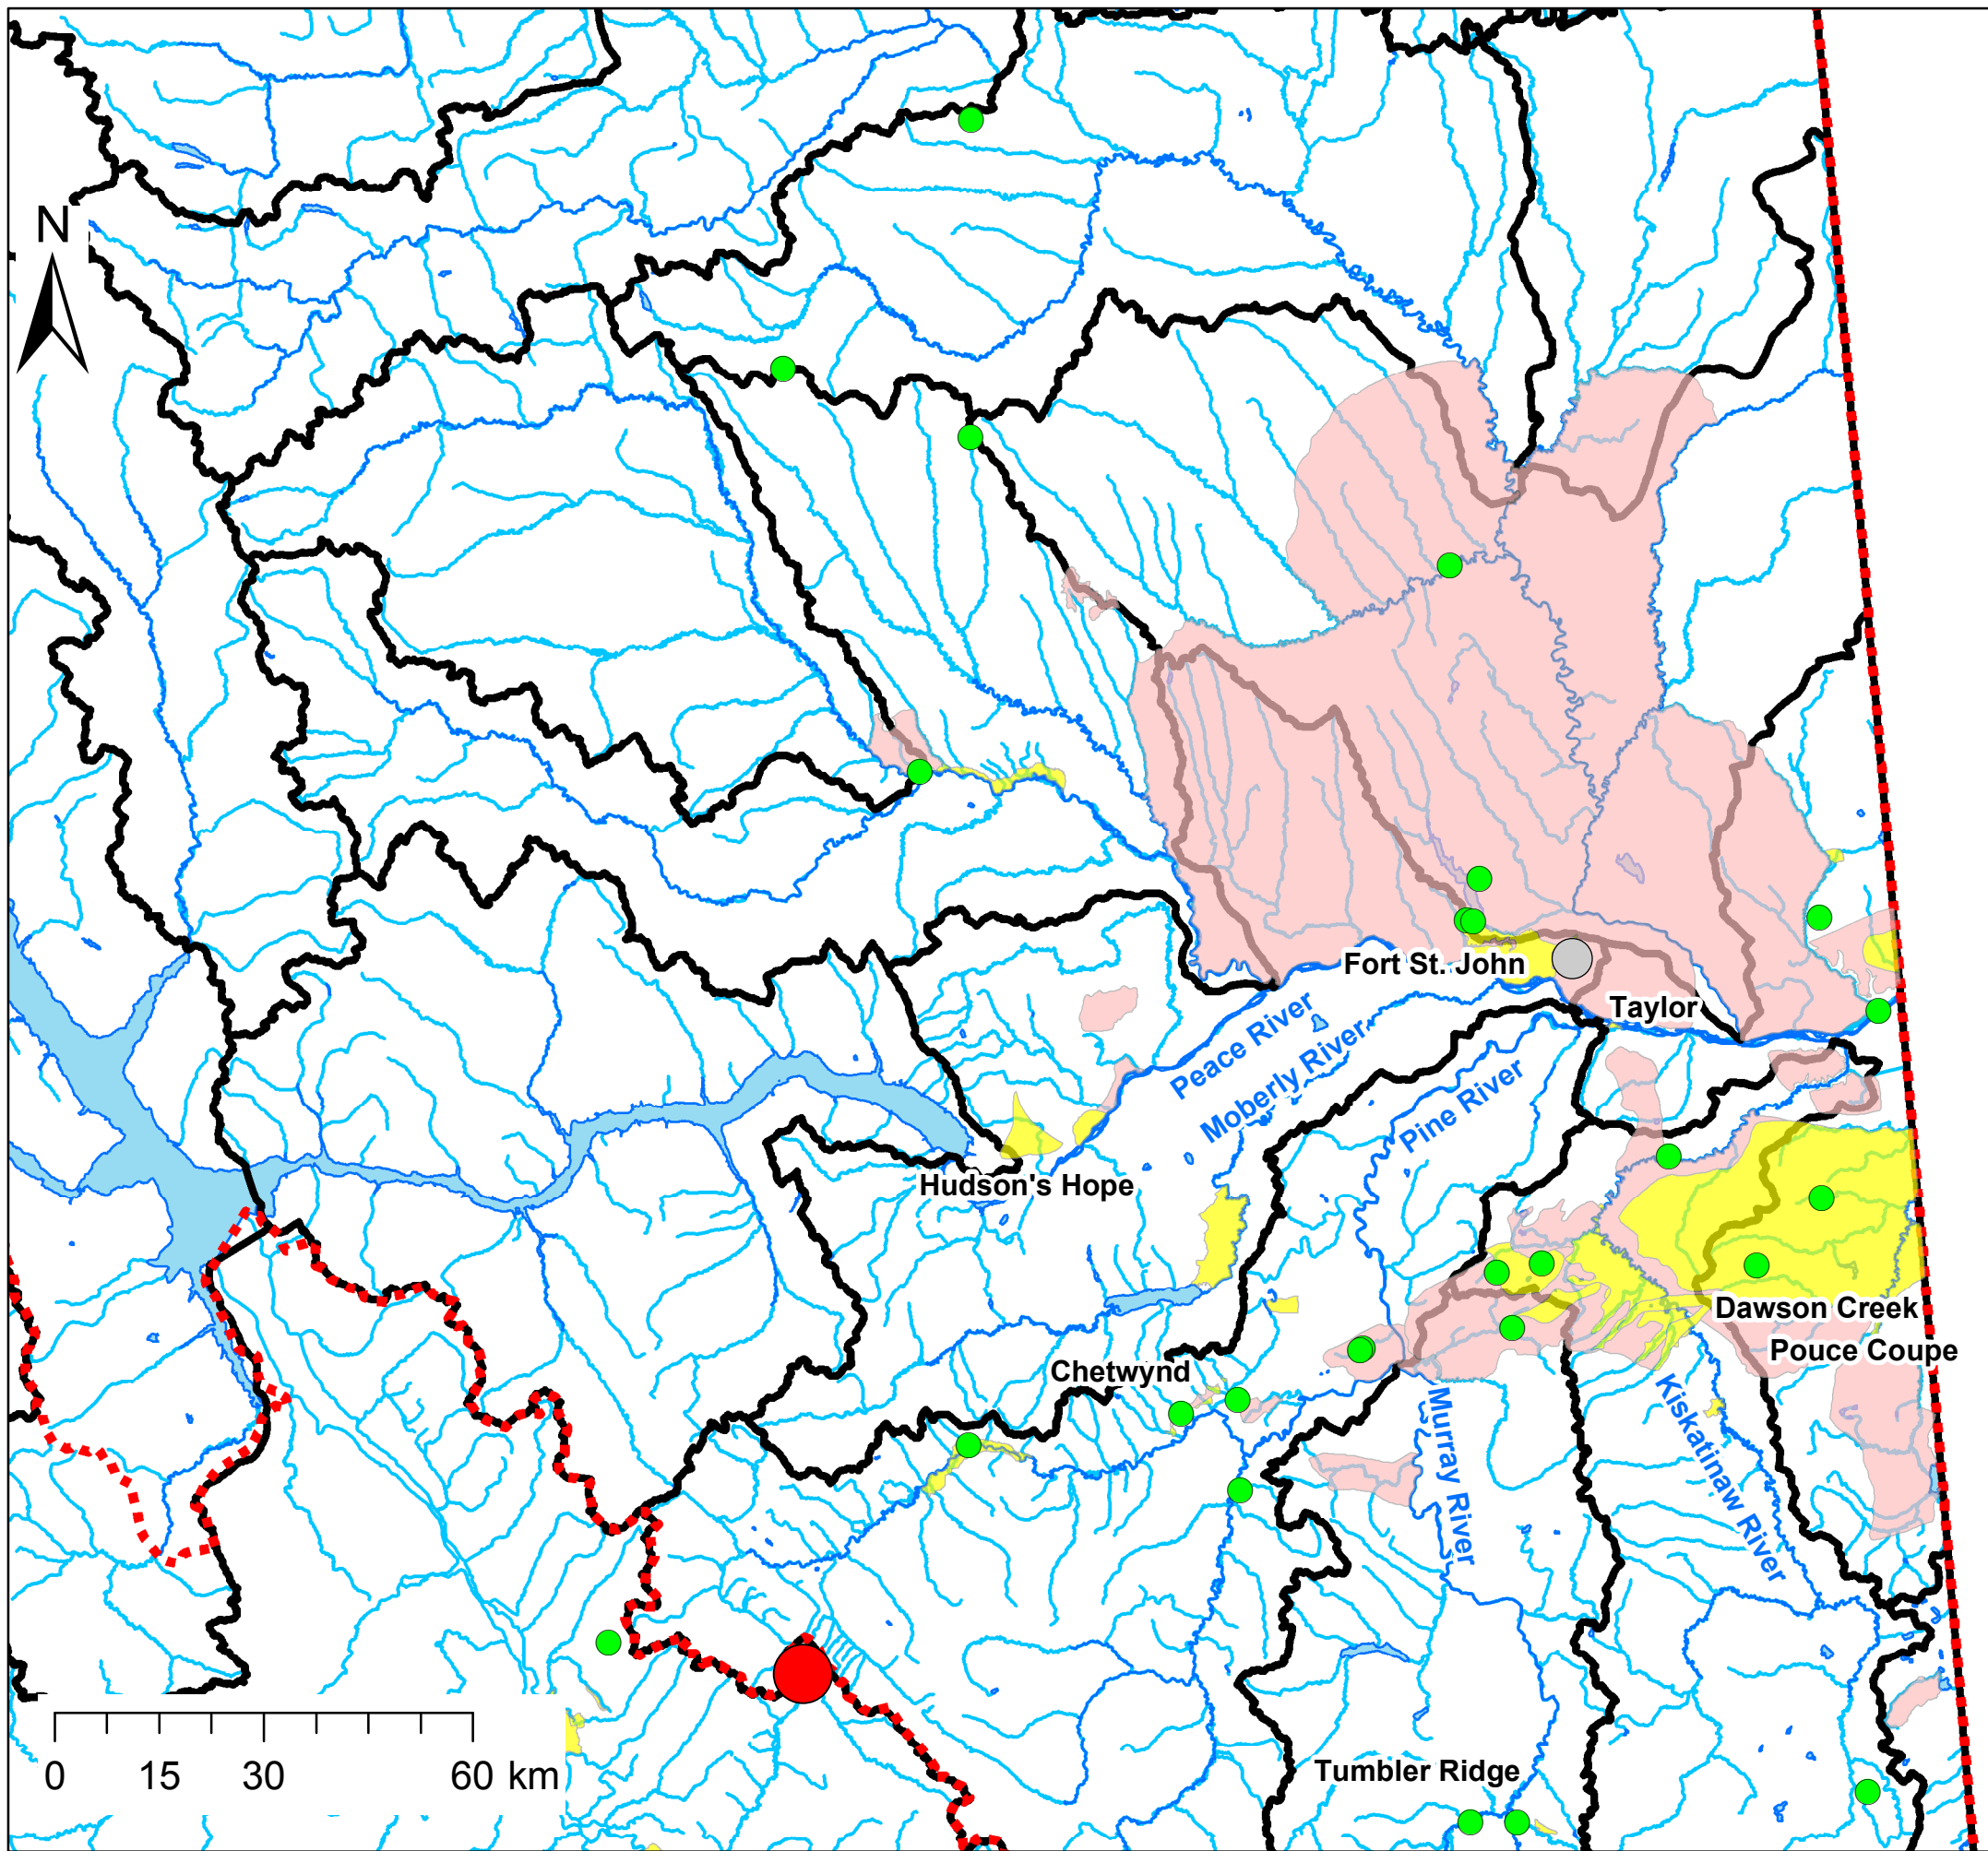 N
Fort St. John
Taylor
Peace River
Moberly River
Pine River
Hudson's Hope
Dawson Creek
Pouce Coupe
Chetwynd
Murray River
Kiskatinaw River
Tumbler Ridge
0 15 30 60 km